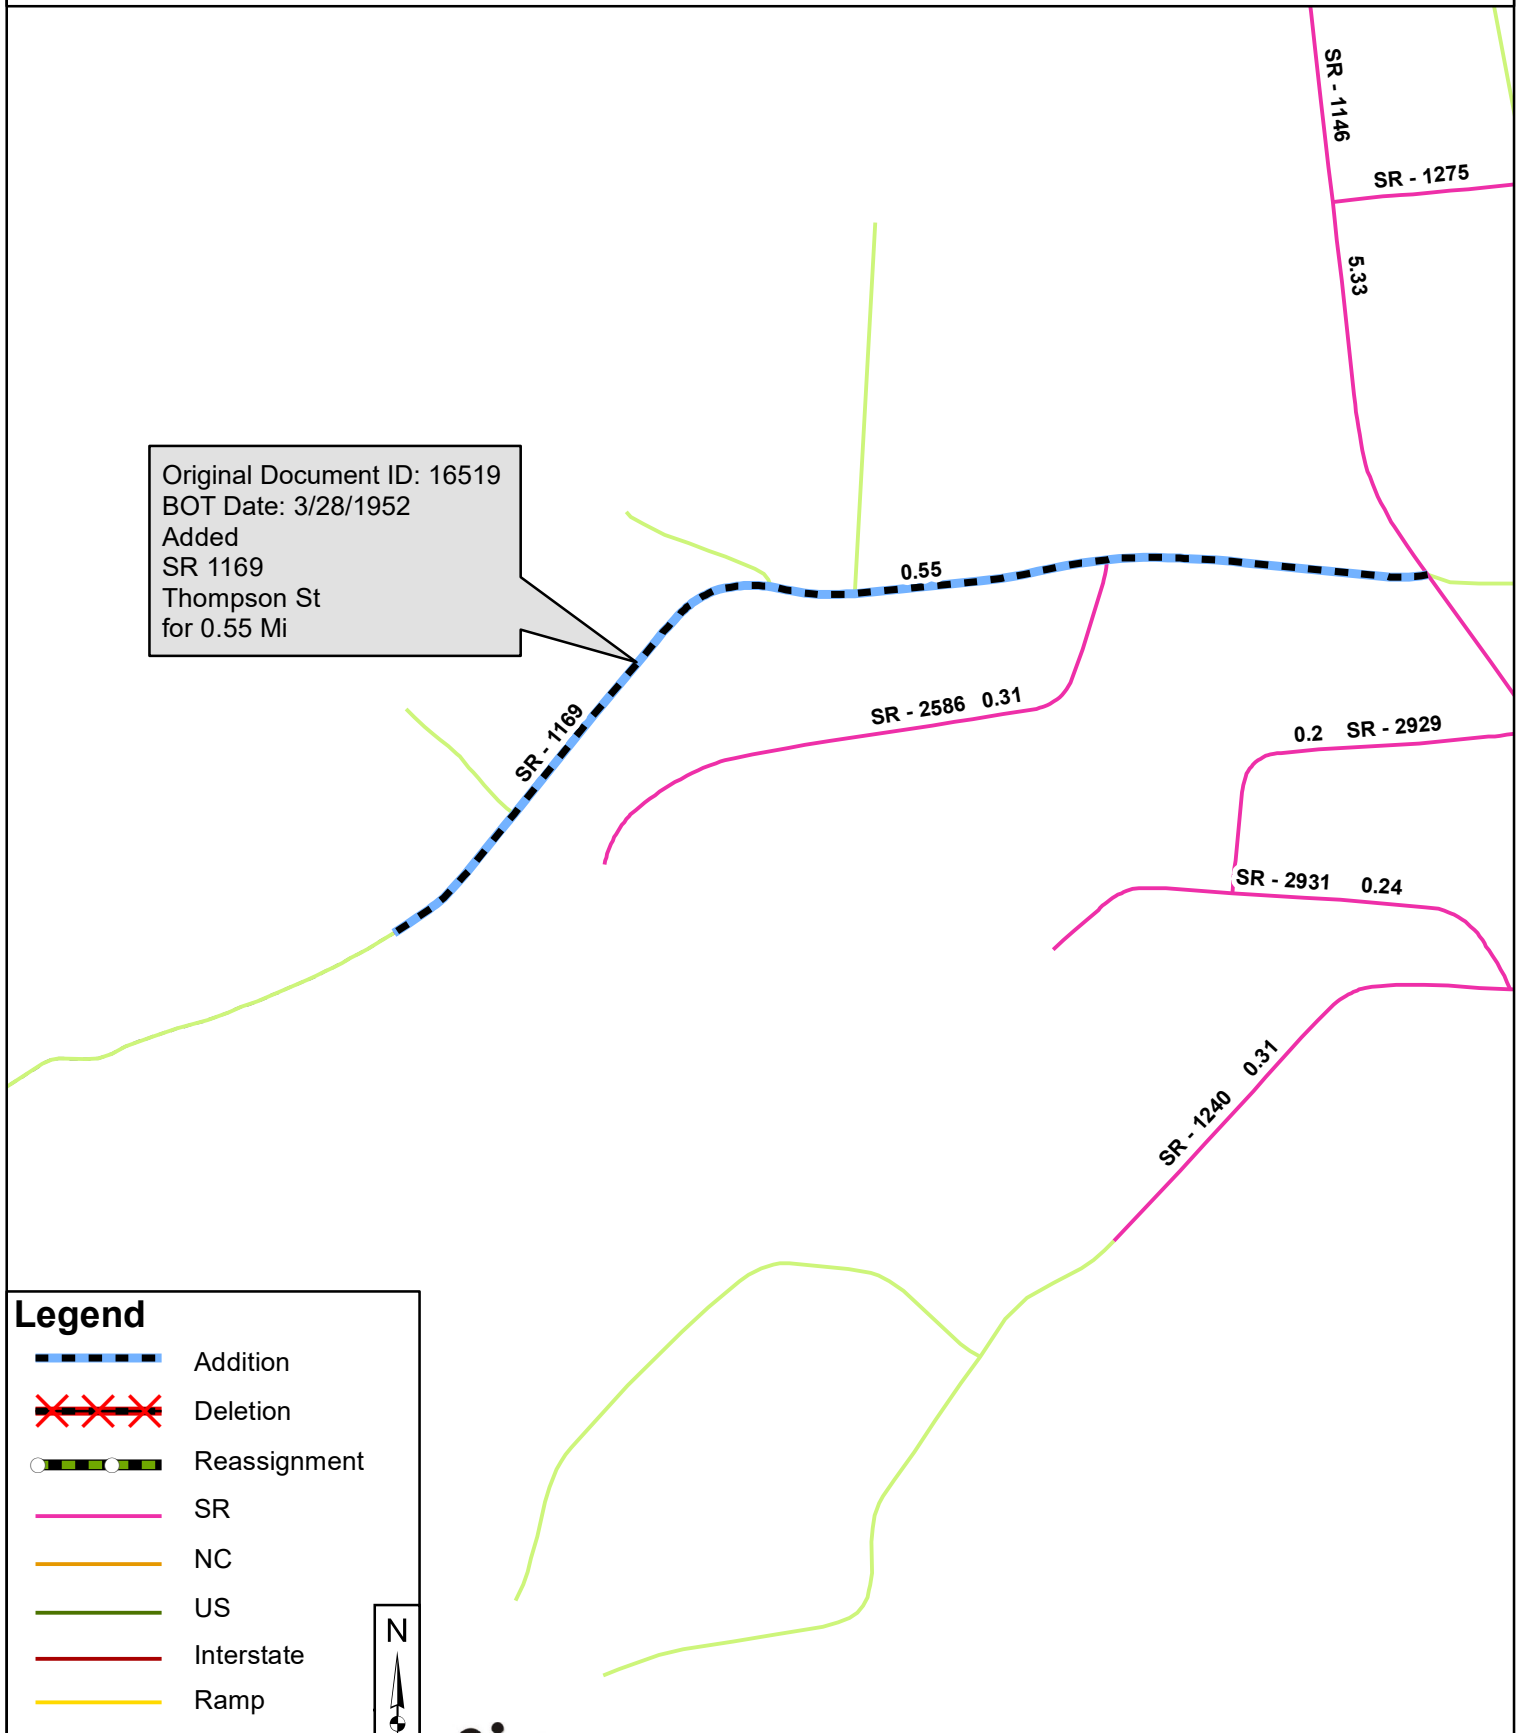 SR - 1146
SR - 1275
5.33
Original Document ID: 16519
BOT Date: 3/28/1952
Added
SR 1169
Thompson St
for 0.55 Mi
0.55
SR - 1169
SR - 2586 0.31
0.2 SR - 2929
SR - 2931 0.24
SR - 1240 0.31
Legend
Addition
Deletion
Reassignment
SR
NC
US
Interstate
Ramp
N